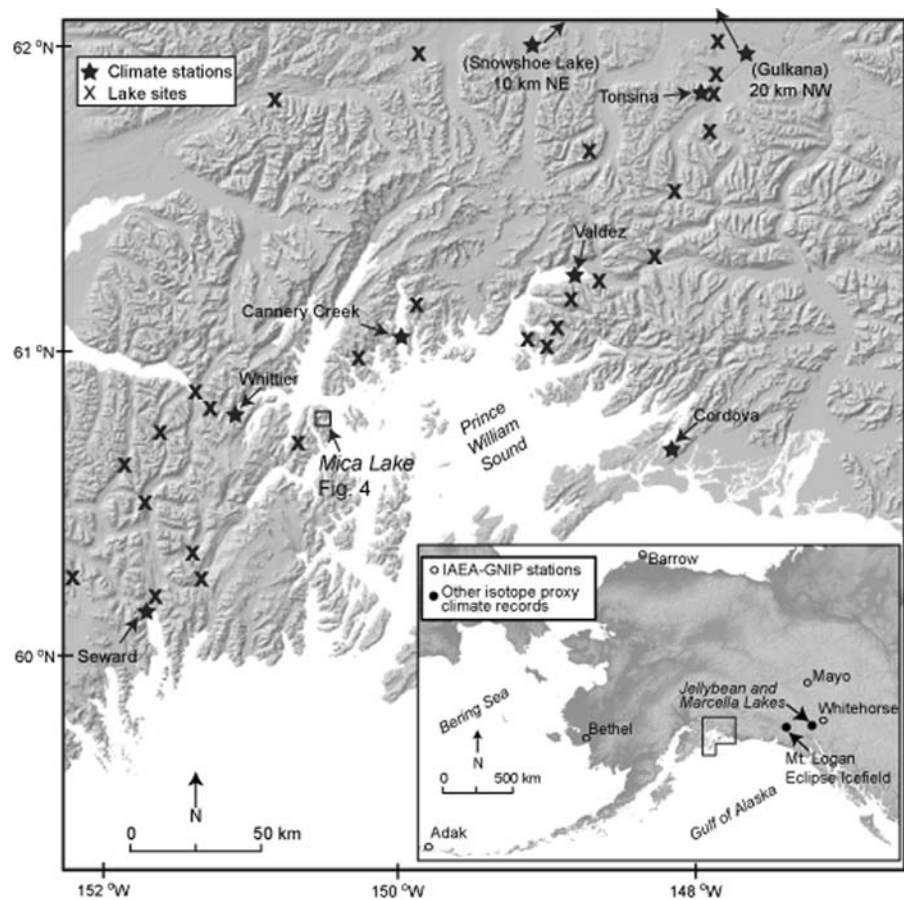 62 °N
61 °N
60 °N
152 °W
150 °W
148 °W
★ Climate stations
X Lake sites
(Snowshoe Lake)
10 km NE
(Gulkana)
20 km NW
Tonsina
Valdez
Cannery Creek
Whittier
Mica Lake
Fig. 4
Prince
William
Sound
Cordova
Seward
N
0 50 km
○ IAEA-GNIP stations
● Other isotope proxy
climate records
Barrow
Mayo
Jellybean and
Marcella Lakes
Whitehorse
Bering Sea
Bethel
Mt. Logan
Eclipse Icefield
N
0 500 km
Gulf of Alaska
Adak